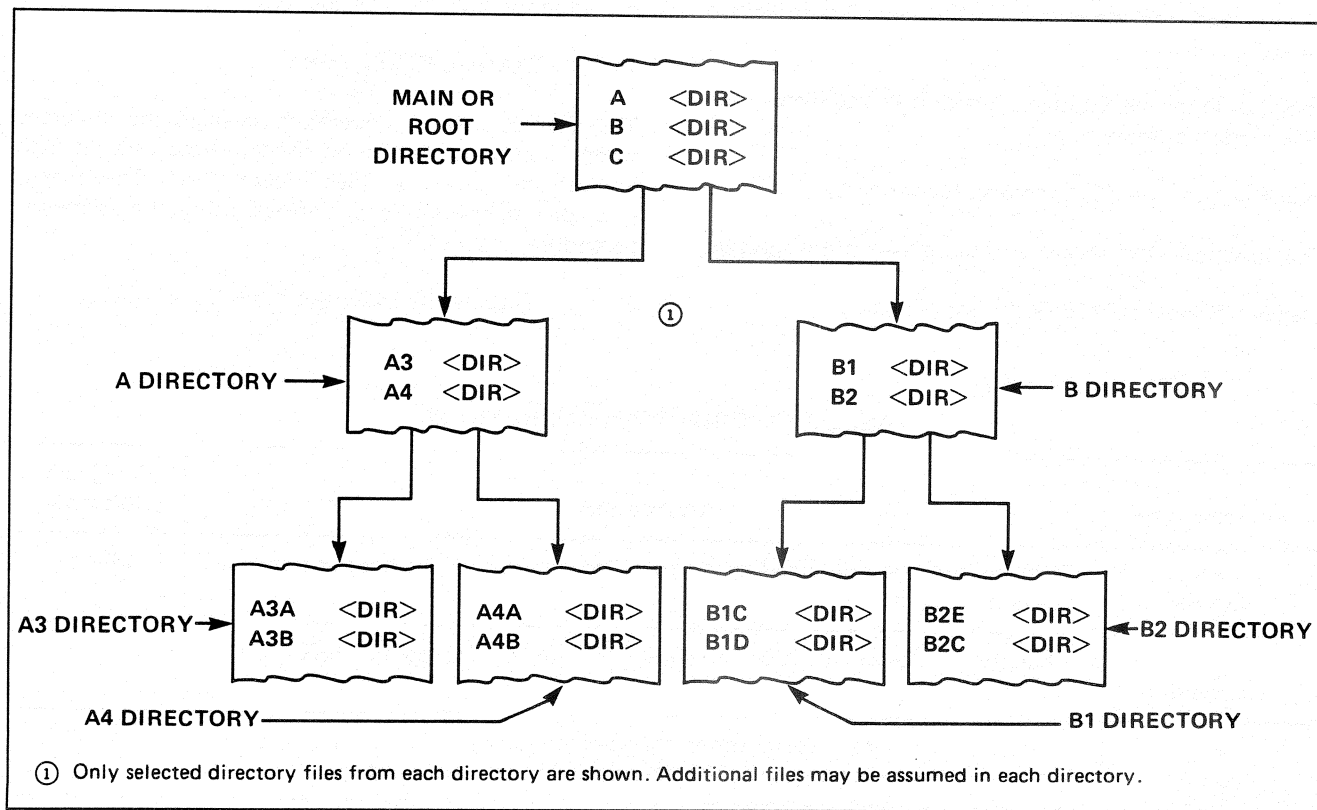 MAIN OR
ROOT
DIRECTORY
A <DIR>
B <DIR>
C <DIR>
①
A DIRECTORY
A3 <DIR>
A4 <DIR>
B1 <DIR>
B2 <DIR>
B DIRECTORY
A3 DIRECTORY
A3A <DIR>
A3B <DIR>
A4A <DIR>
A4B <DIR>
B1C <DIR>
B1D <DIR>
B2E <DIR>
B2C <DIR>
B2 DIRECTORY
A4 DIRECTORY
B1 DIRECTORY
① Only selected directory files from each directory are shown. Additional files may be assumed in each directory.